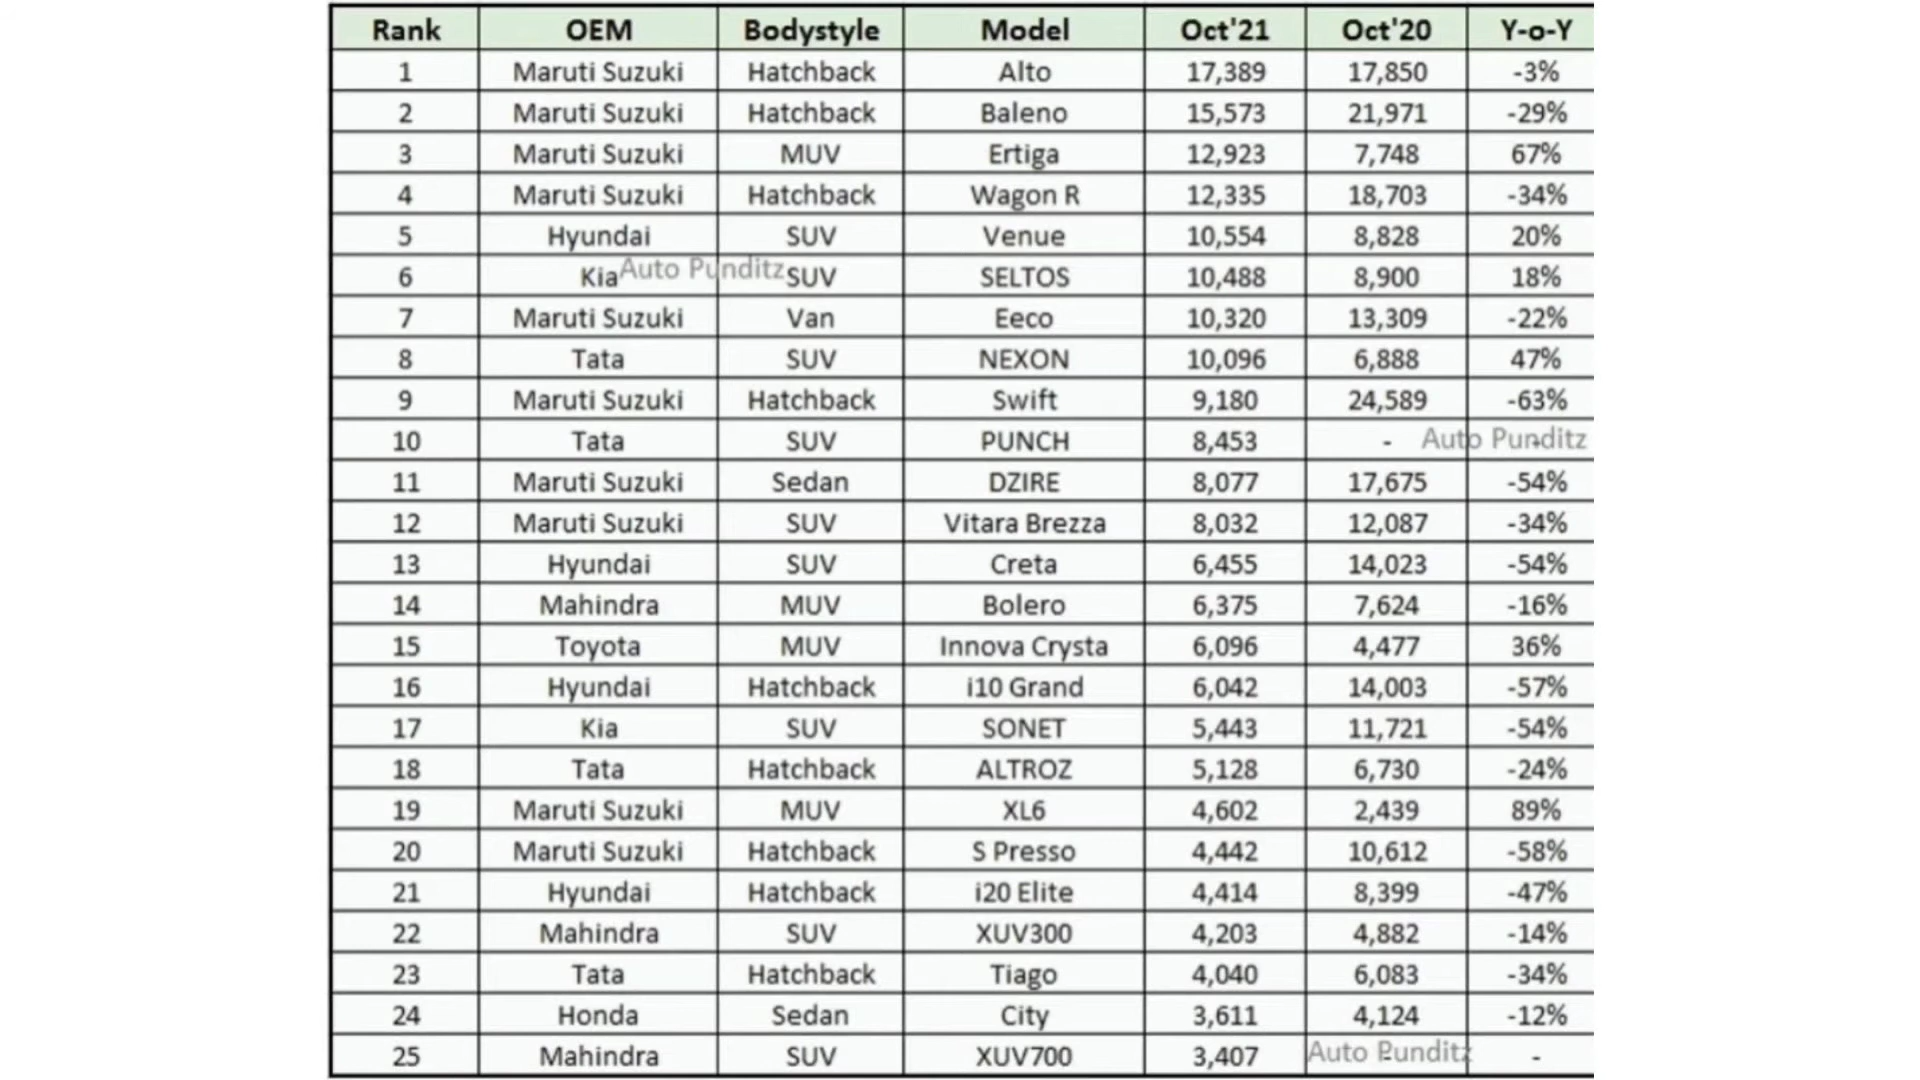 Rank OEM Bodystyle Model Oct'21 Oct'20 Y-o-Y
1 Maruti Suzuki Hatchback Alto 17,389 17,850 -3%
2 Maruti Suzuki Hatchback Baleno 15,573 21,971 -29%
3 Maruti Suzuki MUV Ertiga 12,923 7,748 67%
4 Maruti Suzuki Hatchback Wagon R 12,335 18,703 -34%
5 Hyundai SUV Venue 10,554 8,828 20%
6 Kia Auto Punditz SUV SELTOS 10,488 8,900 18%
7 Maruti Suzuki Van Eeco 10,320 13,309 -22%
8 Tata SUV NEXON 10,096 6,888 47%
9 Maruti Suzuki Hatchback Swift 9,180 24,589 -63%
10 Tata SUV PUNCH 8,453 - Auto Punditz -
11 Maruti Suzuki Sedan DZIRE 8,077 17,675 -54%
12 Maruti Suzuki SUV Vitara Brezza 8,032 12,087 -34%
13 Hyundai SUV Creta 6,455 14,023 -54%
14 Mahindra MUV Bolero 6,375 7,624 -16%
15 Toyota MUV Innova Crysta 6,096 4,477 36%
16 Hyundai Hatchback i10 Grand 6,042 14,003 -57%
17 Kia SUV SONET 5,443 11,721 -54%
18 Tata Hatchback ALTROZ 5,128 6,730 -24%
19 Maruti Suzuki MUV XL6 4,602 2,439 89%
20 Maruti Suzuki Hatchback S Presso 4,442 10,612 -58%
21 Hyundai Hatchback i20 Elite 4,414 8,399 -47%
22 Mahindra SUV XUV300 4,203 4,882 -14%
23 Tata Hatchback Tiago 4,040 6,083 -34%
24 Honda Sedan City 3,611 4,124 -12%
25 Mahindra SUV XUV700 3,407 - Auto Punditz -